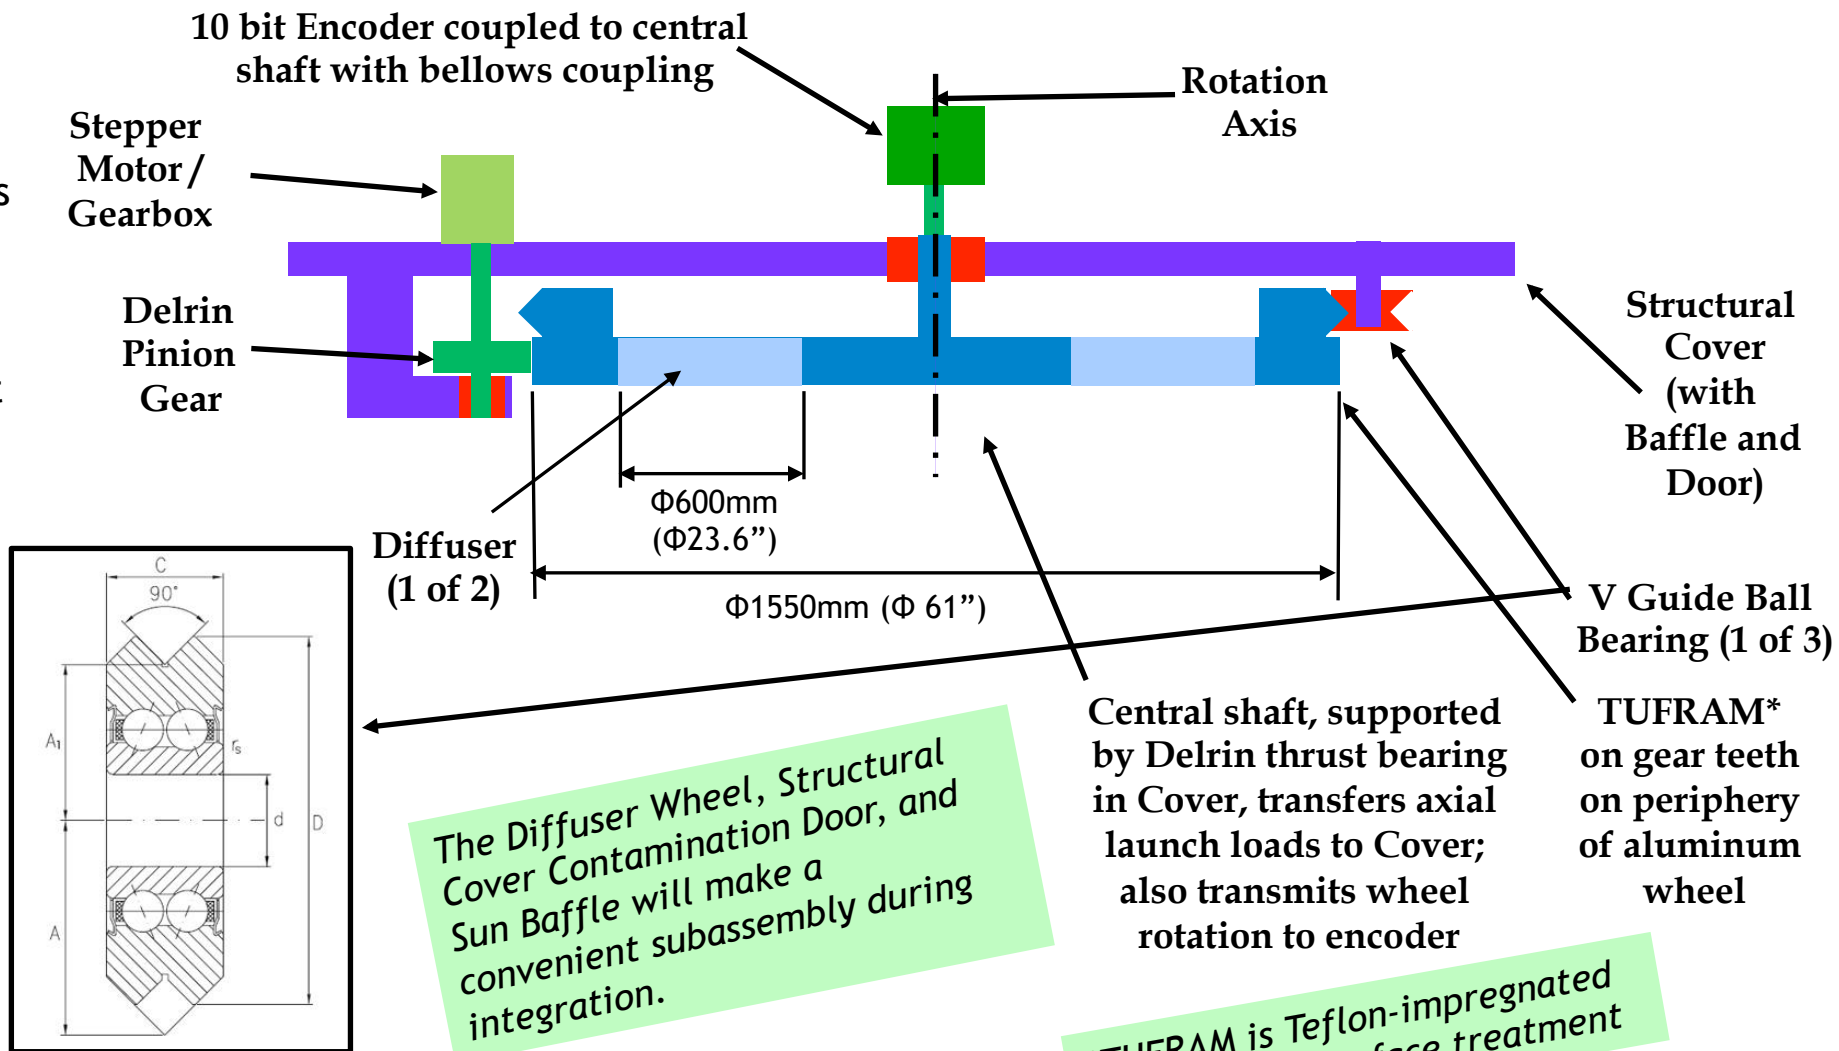 10 bit Encoder coupled to central
shaft with bellows coupling
Rotation
Axis
Stepper
Motor/
Gearbox
s
Delrin
Pinion
Gear
Structural
Cover
(with
Baffle and
Door)
Φ600mm
(Φ23.6”)
Diffuser
(1 of 2)
Φ1550mm (Φ 61”)
V Guide Ball
Bearing (1 of 3)
C
90°
A₁
rₛ
d
D
A
Central shaft, supported
by Delrin thrust bearing
in Cover, transfers axial
launch loads to Cover;
also transmits wheel
rotation to encoder
TUFRAM*
on gear teeth
on periphery
of aluminum
wheel
The Diffuser Wheel, Structural
Cover Contamination Door, and
Sun Baffle will make a
convenient subassembly during
integration.
TUFRAM is Teflon-impregnated
treatment